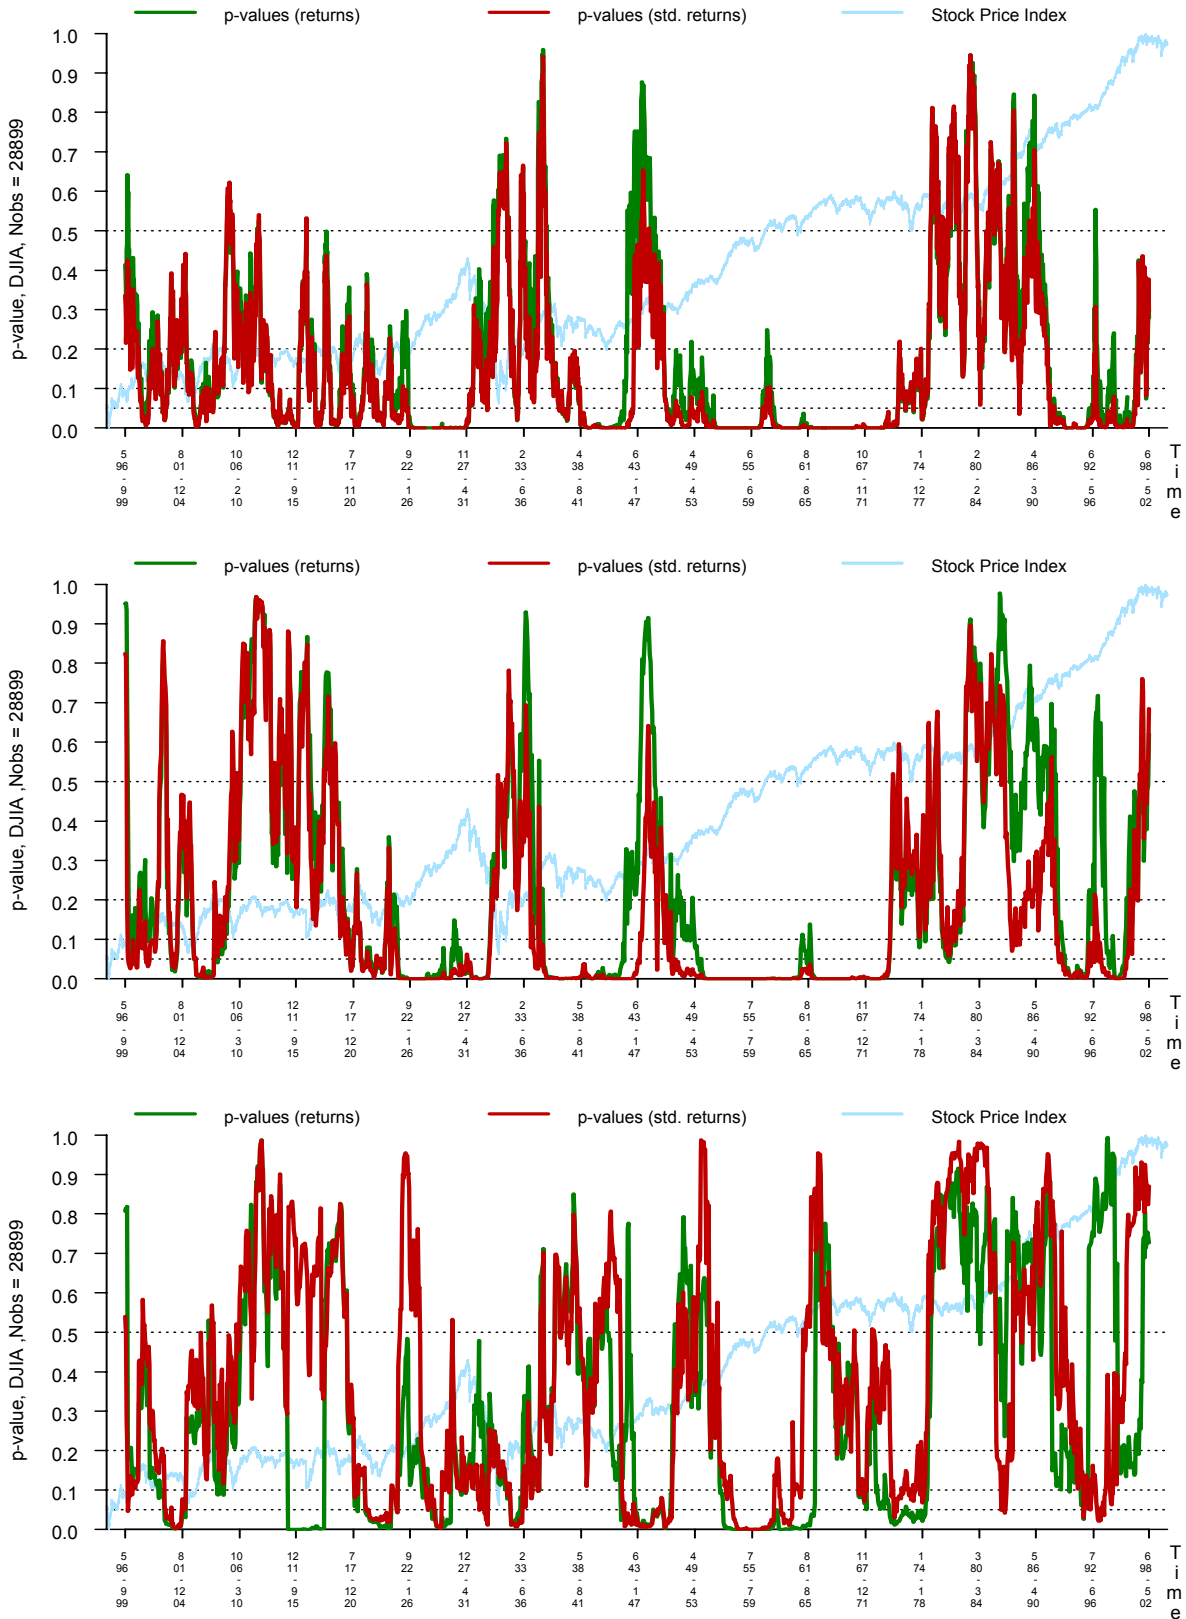 p-values (returns) p-values (std. returns) Stock Price Index
p-value, DJIA, Nobs = 28899
1.0
0.9
0.8
0.7
0.6
0.5
0.4
0.3
0.2
0.1
0.0
5 8 10 12 7 9 11 2 4 6 4 6 8 10 1 2 4 6 6
96 01 06 11 17 22 27 33 38 43 49 55 61 67 74 80 86 92 98
- - - - - - - - - - - - - - - - - - -
9 12 2 9 11 1 4 6 8 1 4 6 8 11 12 2 3 5 5
99 04 10 15 20 26 31 36 41 47 53 59 65 71 77 84 90 96 02
Time
p-values (returns) p-values (std. returns) Stock Price Index
p-value, DJIA ,Nobs = 28899
1.0
0.9
0.8
0.7
0.6
0.5
0.4
0.3
0.2
0.1
0.0
5 8 10 12 7 9 12 2 5 6 4 7 8 11 1 3 5 7 6
96 01 06 11 17 22 27 33 38 43 49 55 61 67 74 80 86 92 98
- - - - - - - - - - - - - - - - - - -
9 12 3 9 12 1 4 6 8 1 4 7 8 12 1 3 4 6 5
99 04 10 15 20 26 31 36 41 47 53 59 65 71 78 84 90 96 02
Time
p-values (returns) p-values (std. returns) Stock Price Index
p-value, DJIA ,Nobs = 28899
1.0
0.9
0.8
0.7
0.6
0.5
0.4
0.3
0.2
0.1
0.0
5 8 10 12 7 9 12 2 5 6 4 7 8 11 1 3 5 7 6
96 01 06 11 17 22 27 33 38 43 49 55 61 67 74 80 86 92 98
- - - - - - - - - - - - - - - - - - -
9 12 3 9 12 1 4 6 8 1 4 7 8 12 1 3 4 6 5
99 04 10 15 20 26 31 36 41 47 53 59 65 71 78 84 90 96 02
Time